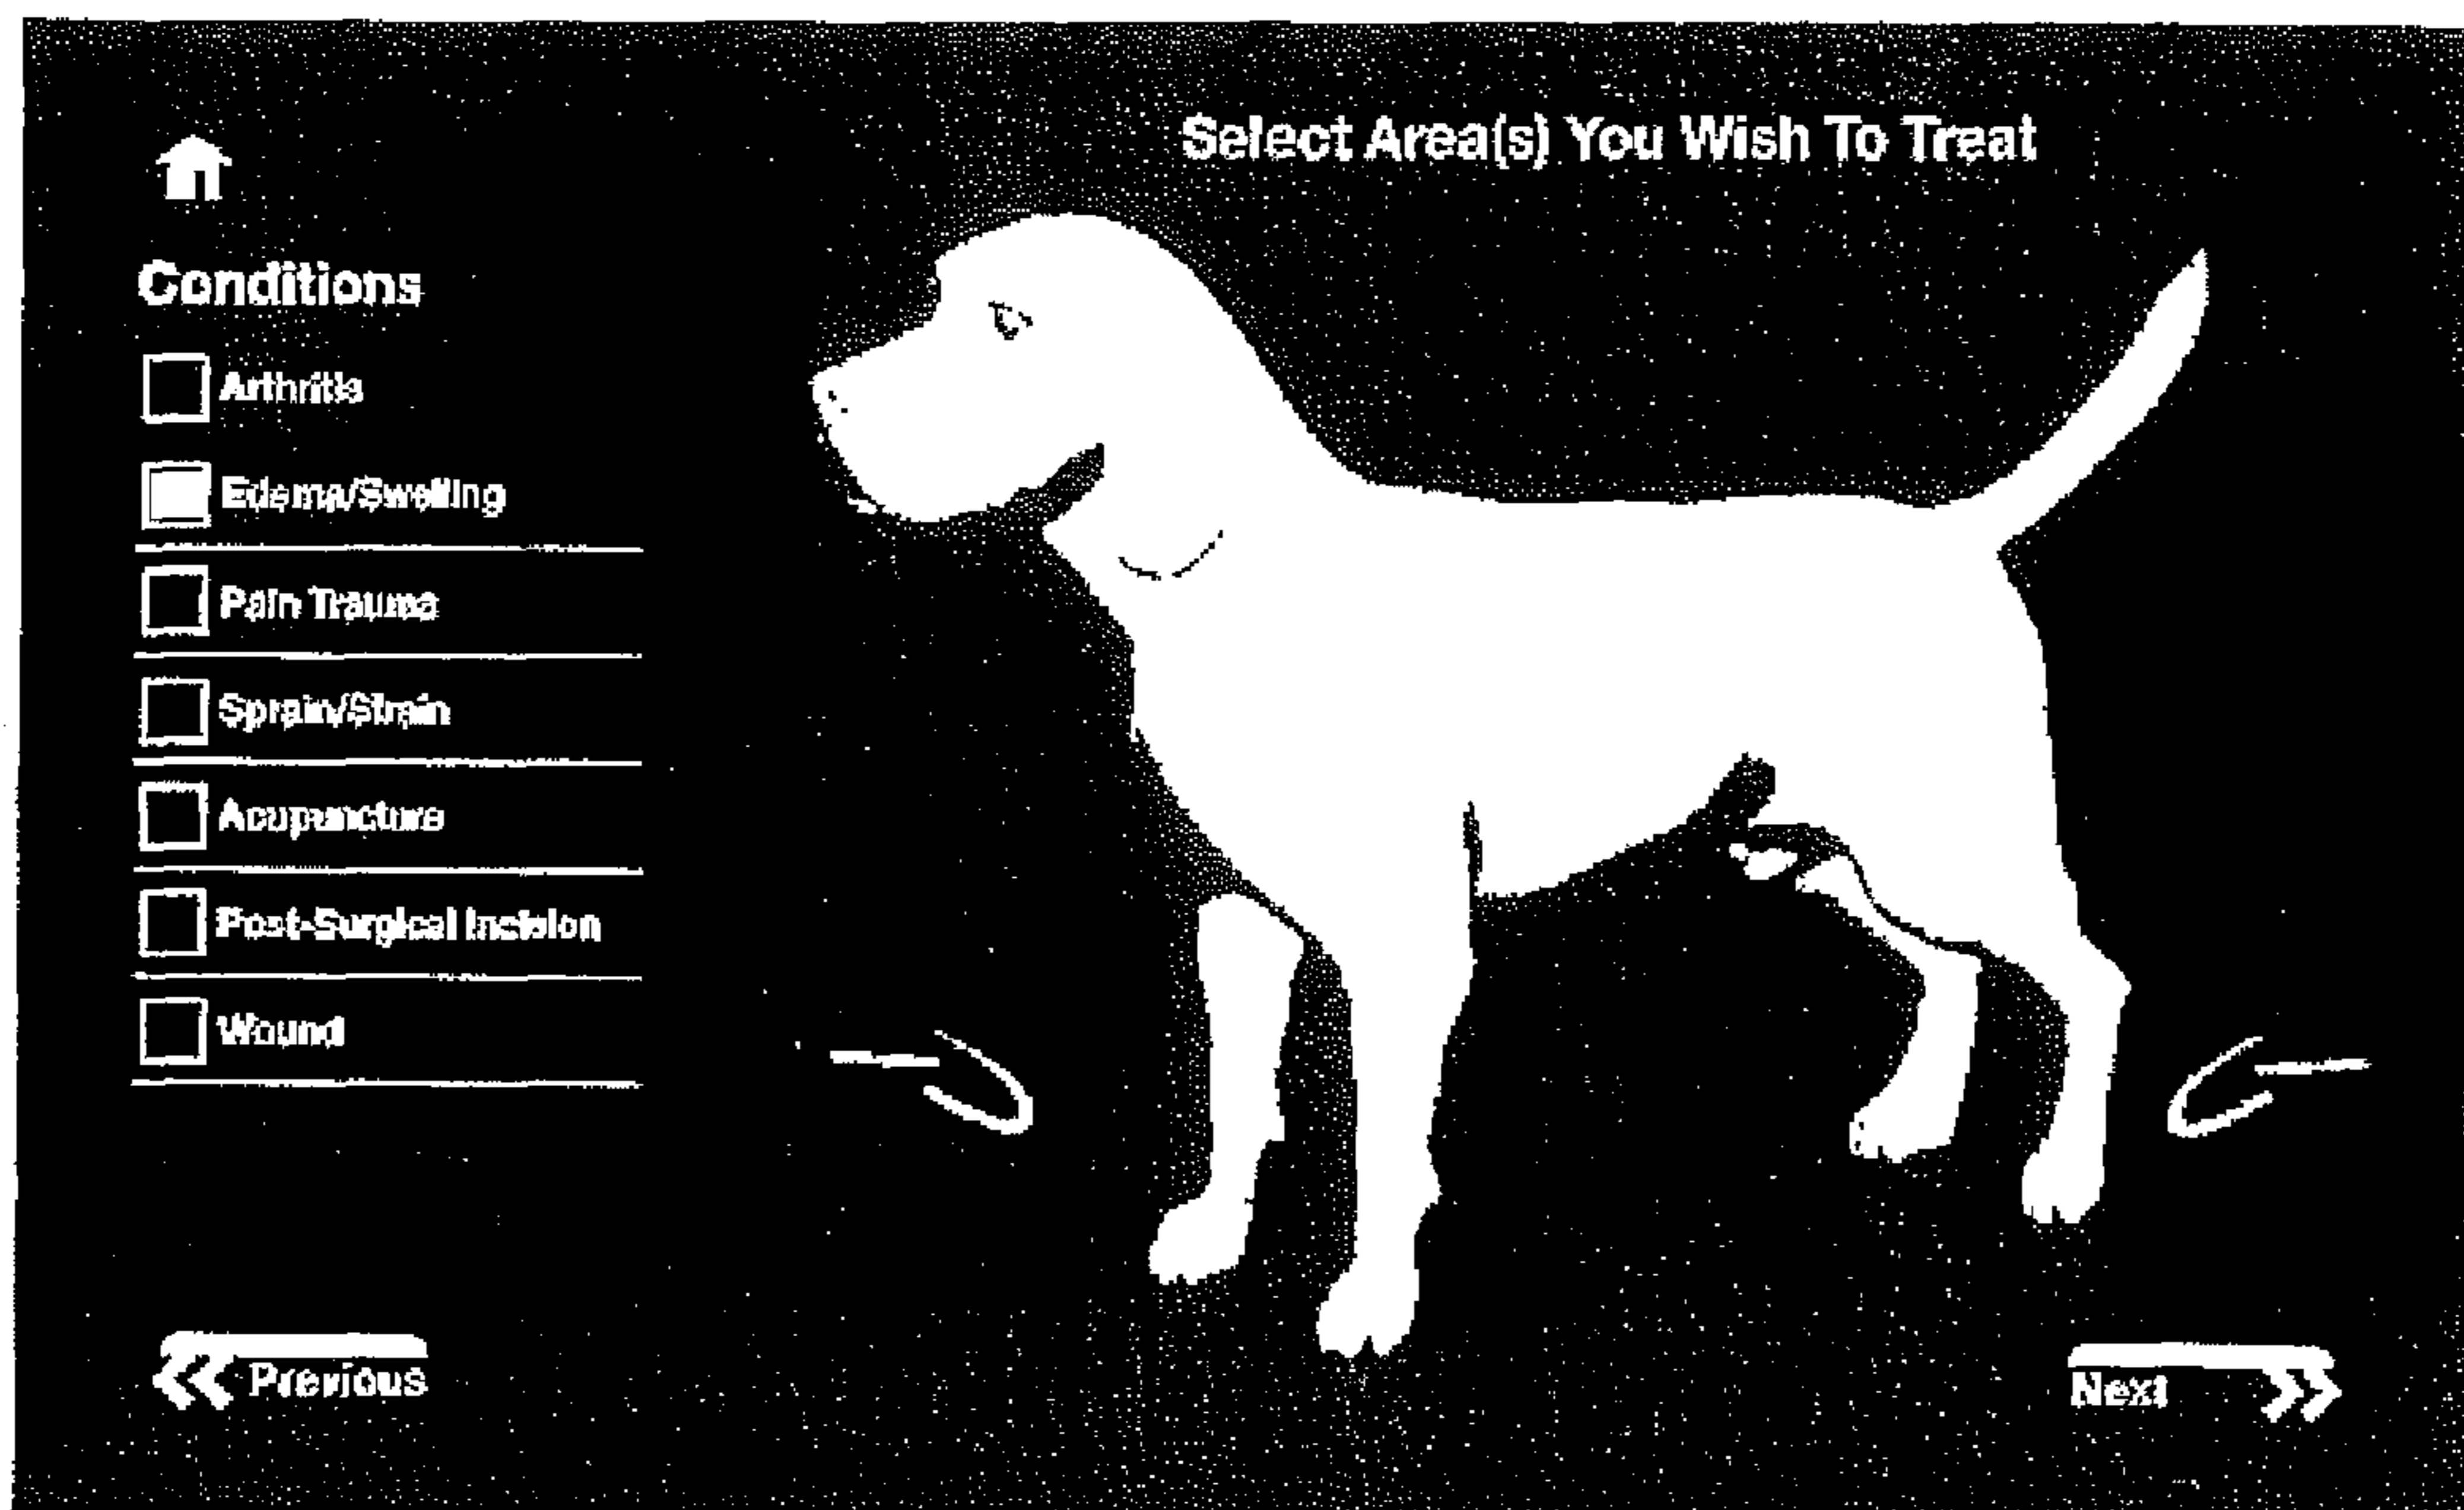 Select Area(s) You Wish To Treat
Conditions
Arthritis
Edema/Swelling
Pain Trauma
Sprain/Strain
Acupuncture
Post-Surgical Incision
Wound
Previous
Next